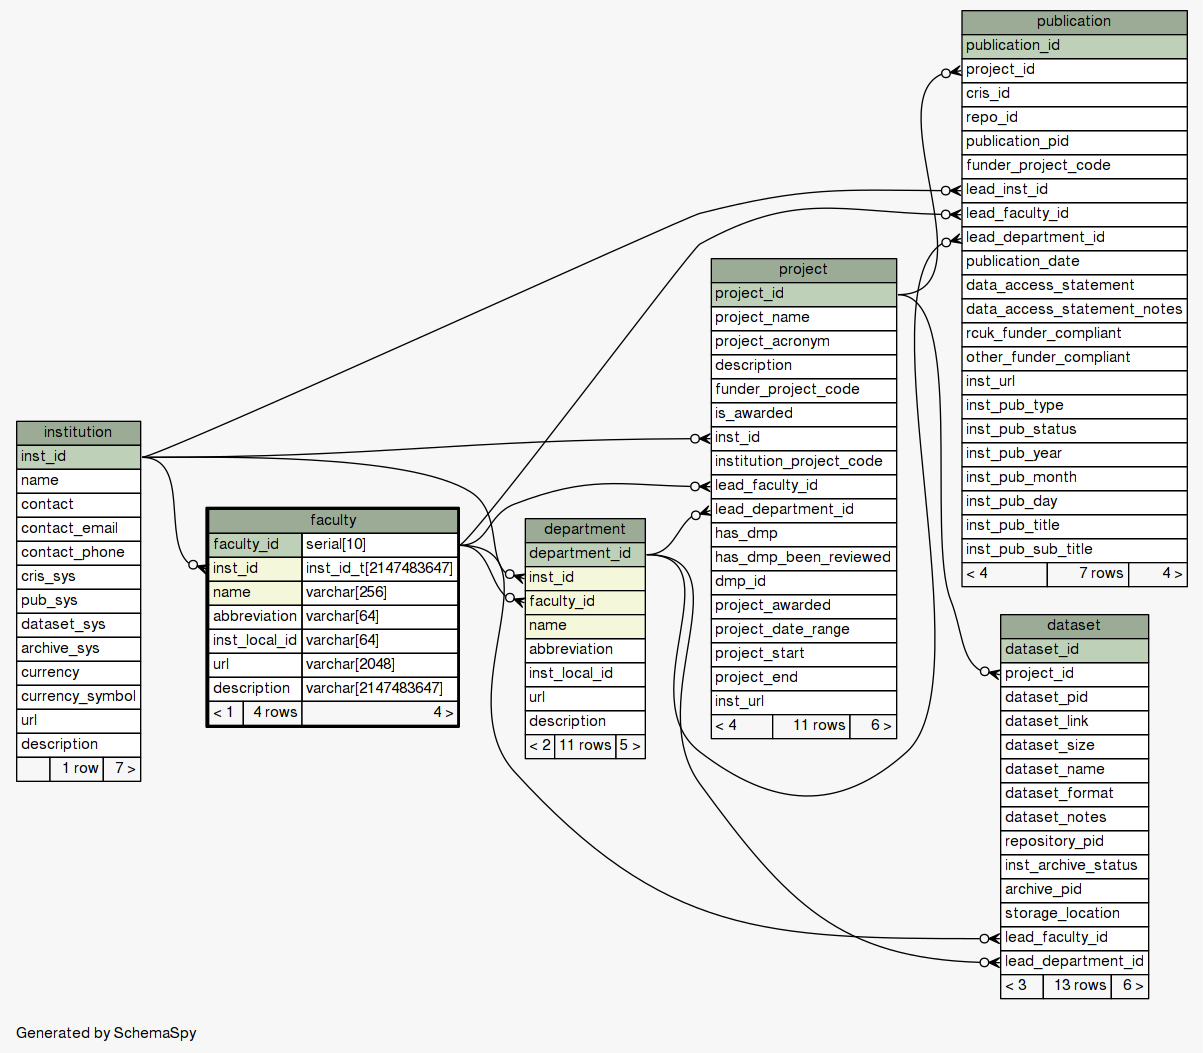 publication
publication_id
project_id
cris_id
repo_id
publication_pid
funder_project_code
lead_inst_id
lead_faculty_id
lead_department_id
publication_date
data_access_statement
data_access_statement_notes
rcuk_funder_compliant
other_funder_compliant
inst_url
inst_pub_type
inst_pub_status
inst_pub_year
inst_pub_month
inst_pub_day
inst_pub_title
inst_pub_sub_title
< 4 7 rows 4 >
project
project_id
project_name
project_acronym
description
funder_project_code
is_awarded
inst_id
institution_project_code
lead_faculty_id
lead_department_id
has_dmp
has_dmp_been_reviewed
dmp_id
project_awarded
project_date_range
project_start
project_end
inst_url
< 4 11 rows 6 >
institution
inst_id
name
contact
contact_email
contact_phone
cris_sys
pub_sys
dataset_sys
archive_sys
currency
currency_symbol
url
description
1 row 7 >
faculty
faculty_id serial[10]
inst_id inst_id_t[2147483647]
name varchar[256]
abbreviation varchar[64]
inst_local_id varchar[64]
url varchar[2048]
description varchar[2147483647]
< 1 4 rows 4 >
department
department_id
inst_id
faculty_id
name
abbreviation
inst_local_id
url
description
< 2 11 rows 5 >
dataset
dataset_id
project_id
dataset_pid
dataset_link
dataset_size
dataset_name
dataset_format
dataset_notes
repository_pid
inst_archive_status
archive_pid
storage_location
lead_faculty_id
lead_department_id
< 3 13 rows 6 >
Generated by SchemaSpy